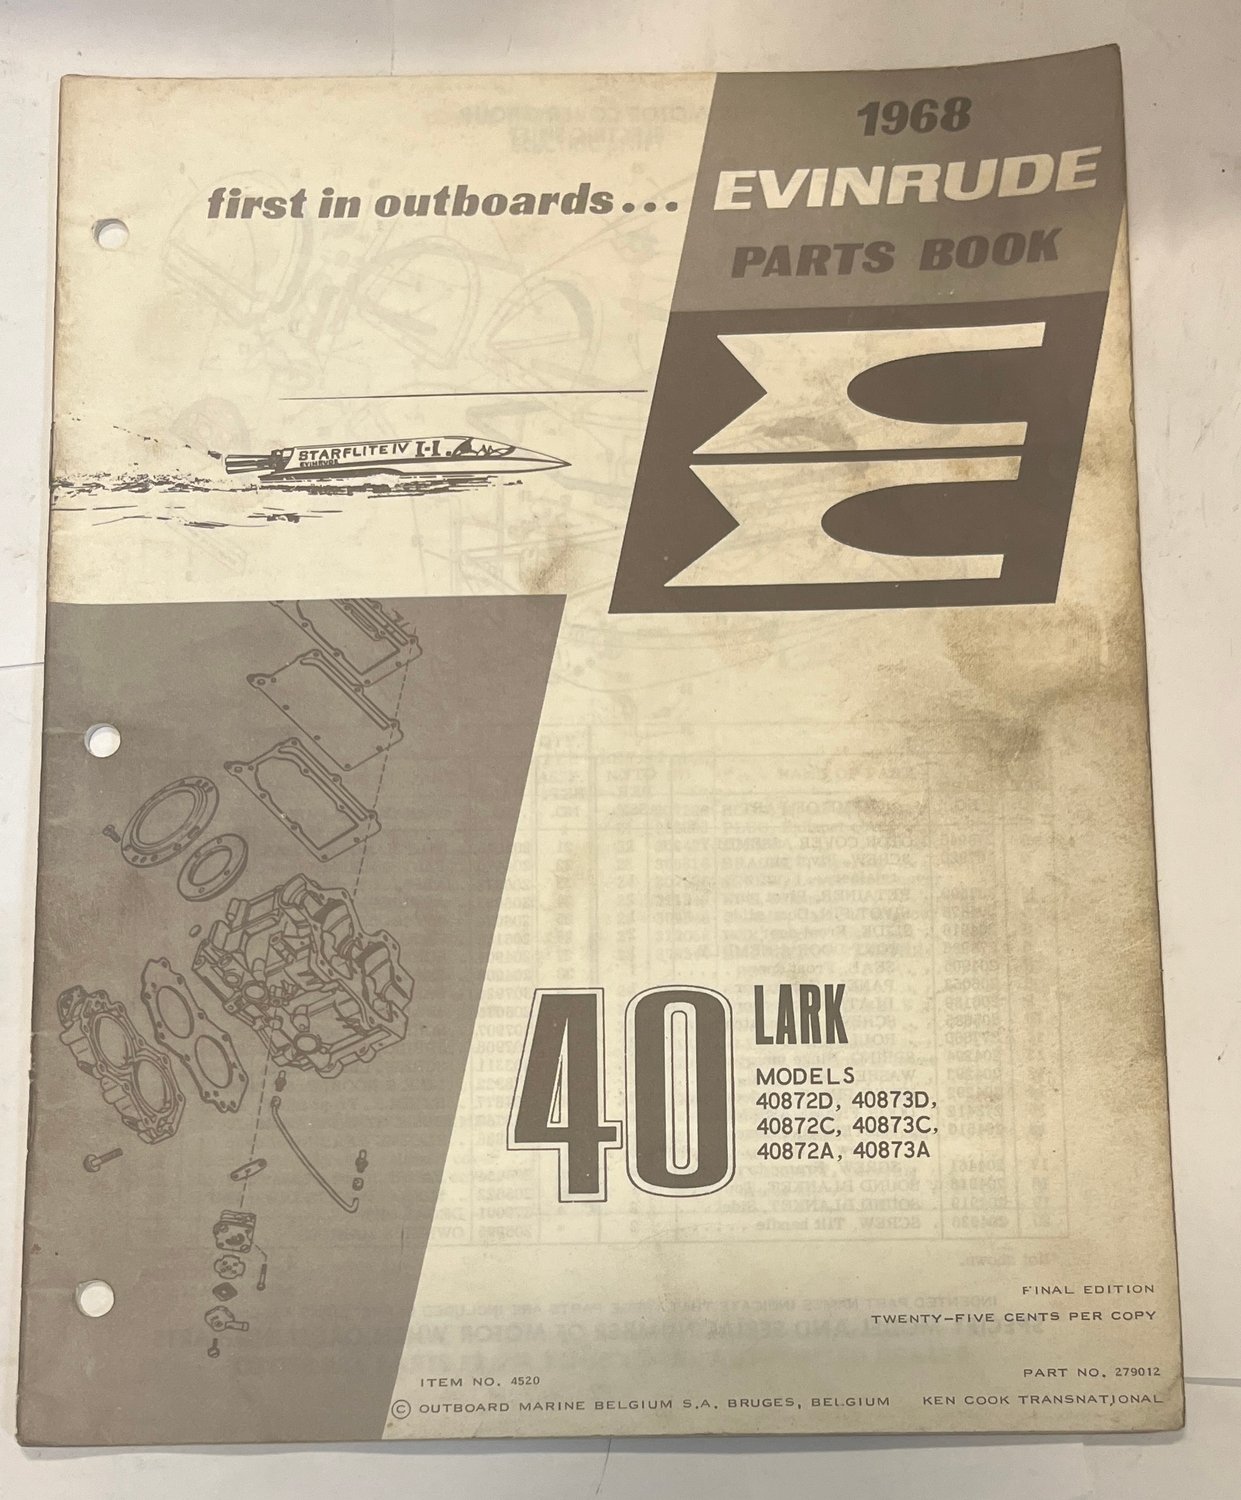 1968
EVINRUDE
PARTS BOOK
first in outboards...
STARFLITE IV I-I
EVINRUDE
40 LARK
MODELS
40872D, 40873D,
40872C, 40873C,
40872A, 40873A
FINAL EDITION
TWENTY-FIVE CENTS PER COPY
ITEM NO. 4520
PART NO. 279012
© OUTBOARD MARINE BELGIUM S.A. BRUGES, BELGIUM
KEN COOK TRANSNATIONAL